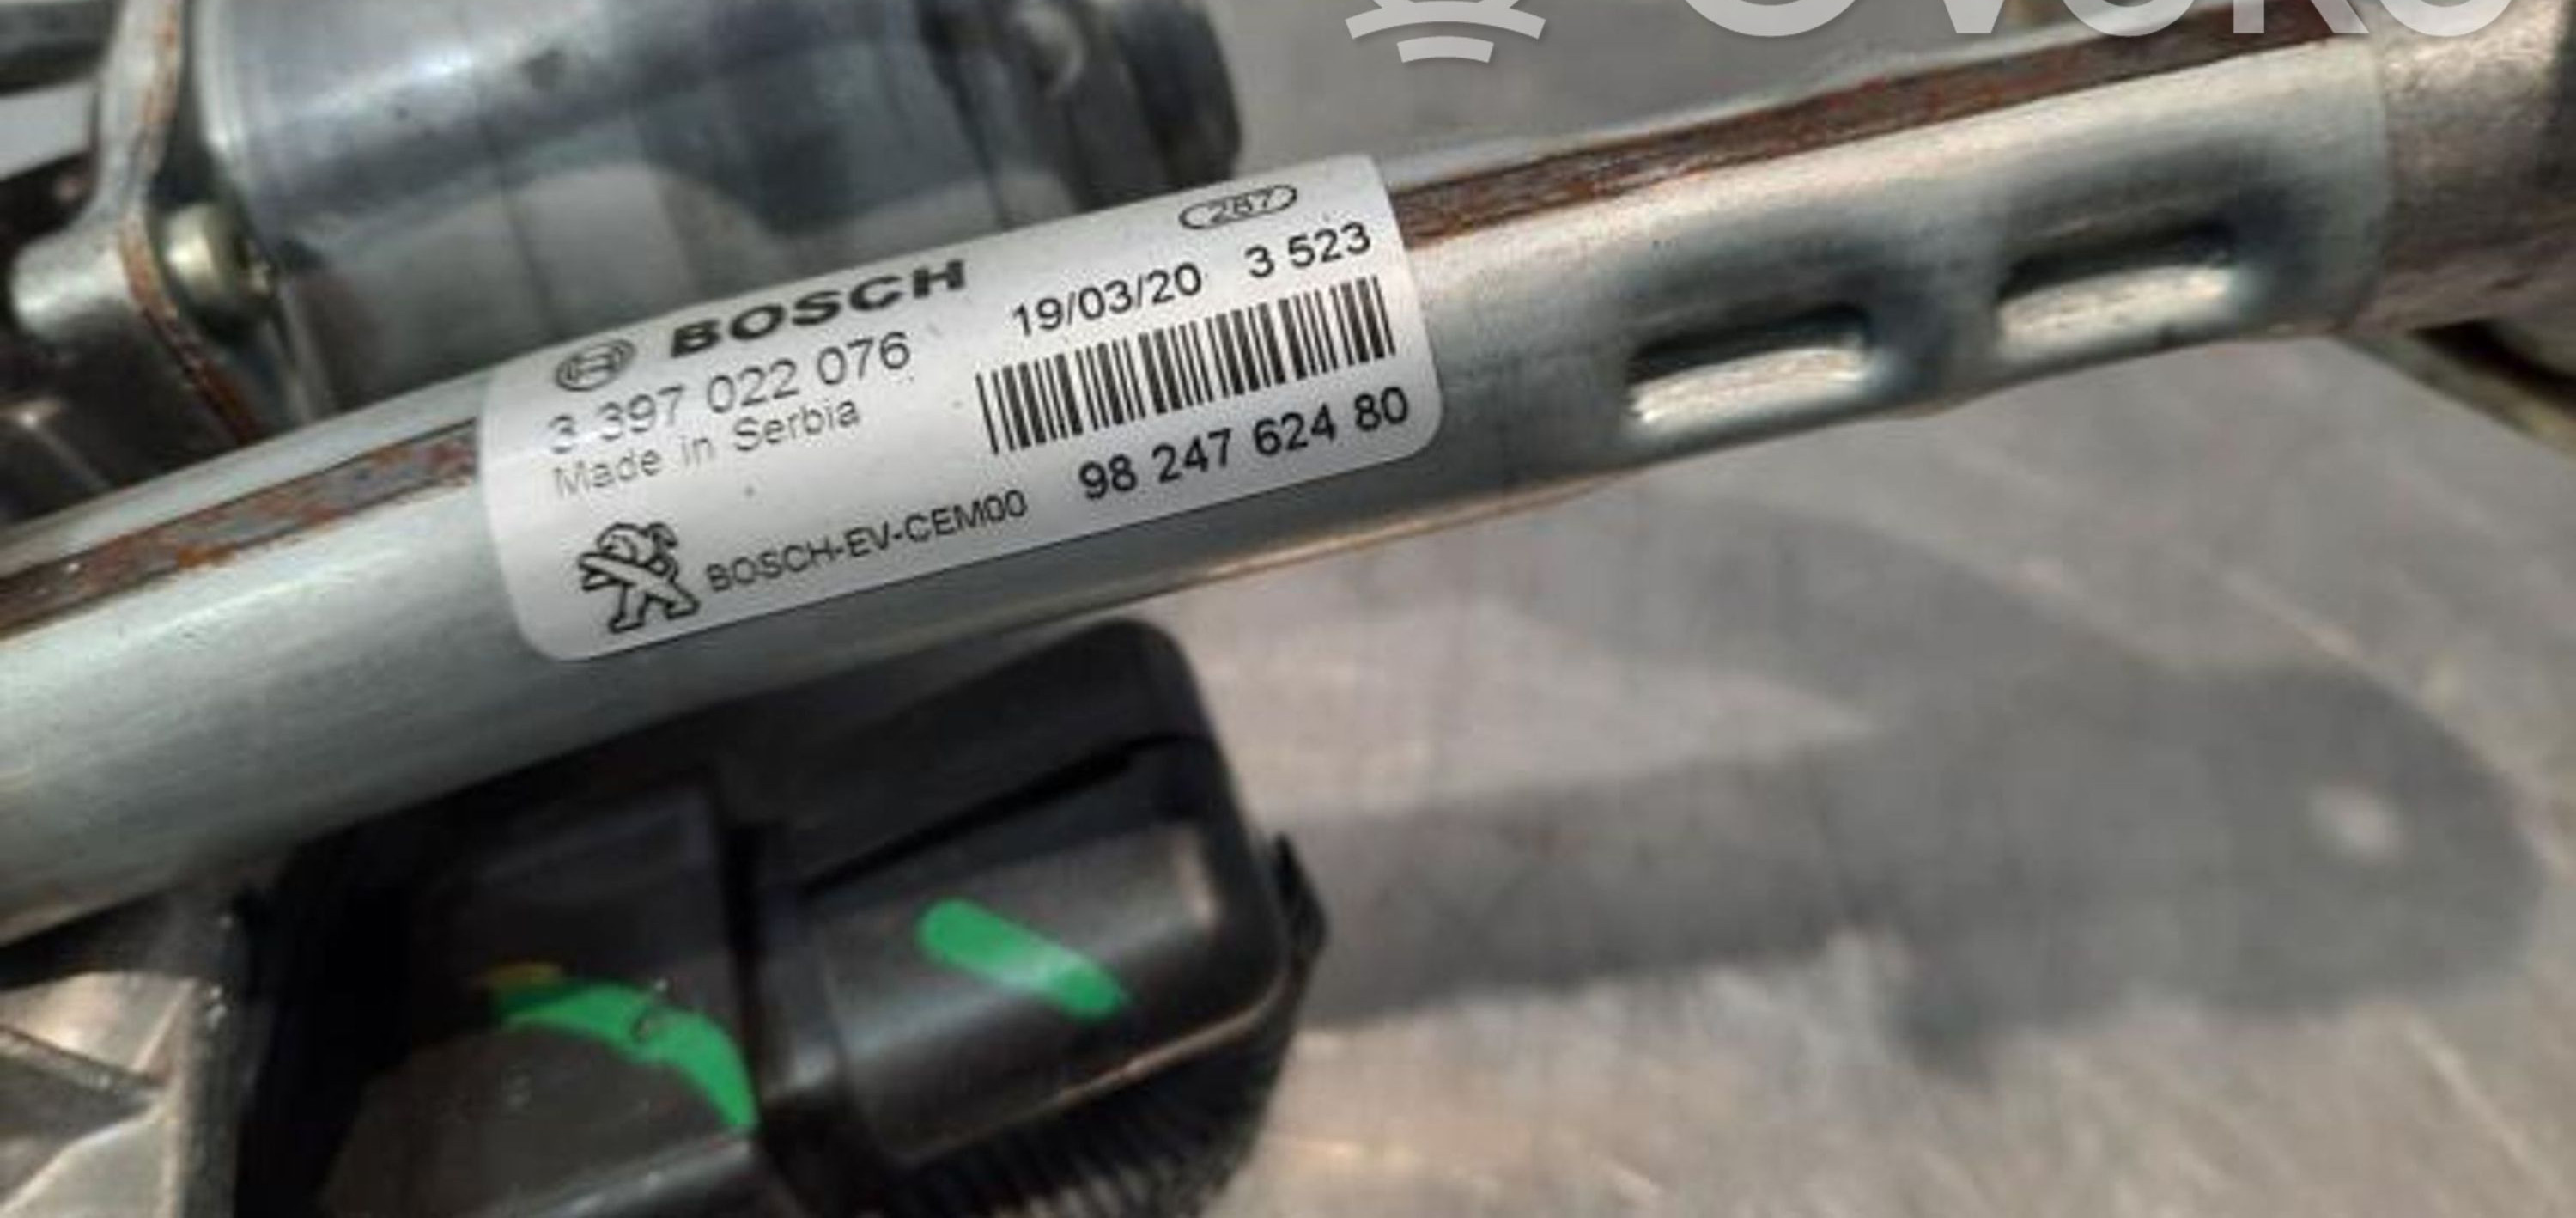 287
BOSCH
19/03/20 3 523
3 397 022 076
Made in Serbia
98 247 624 80
BOSCH-EV-CEM00